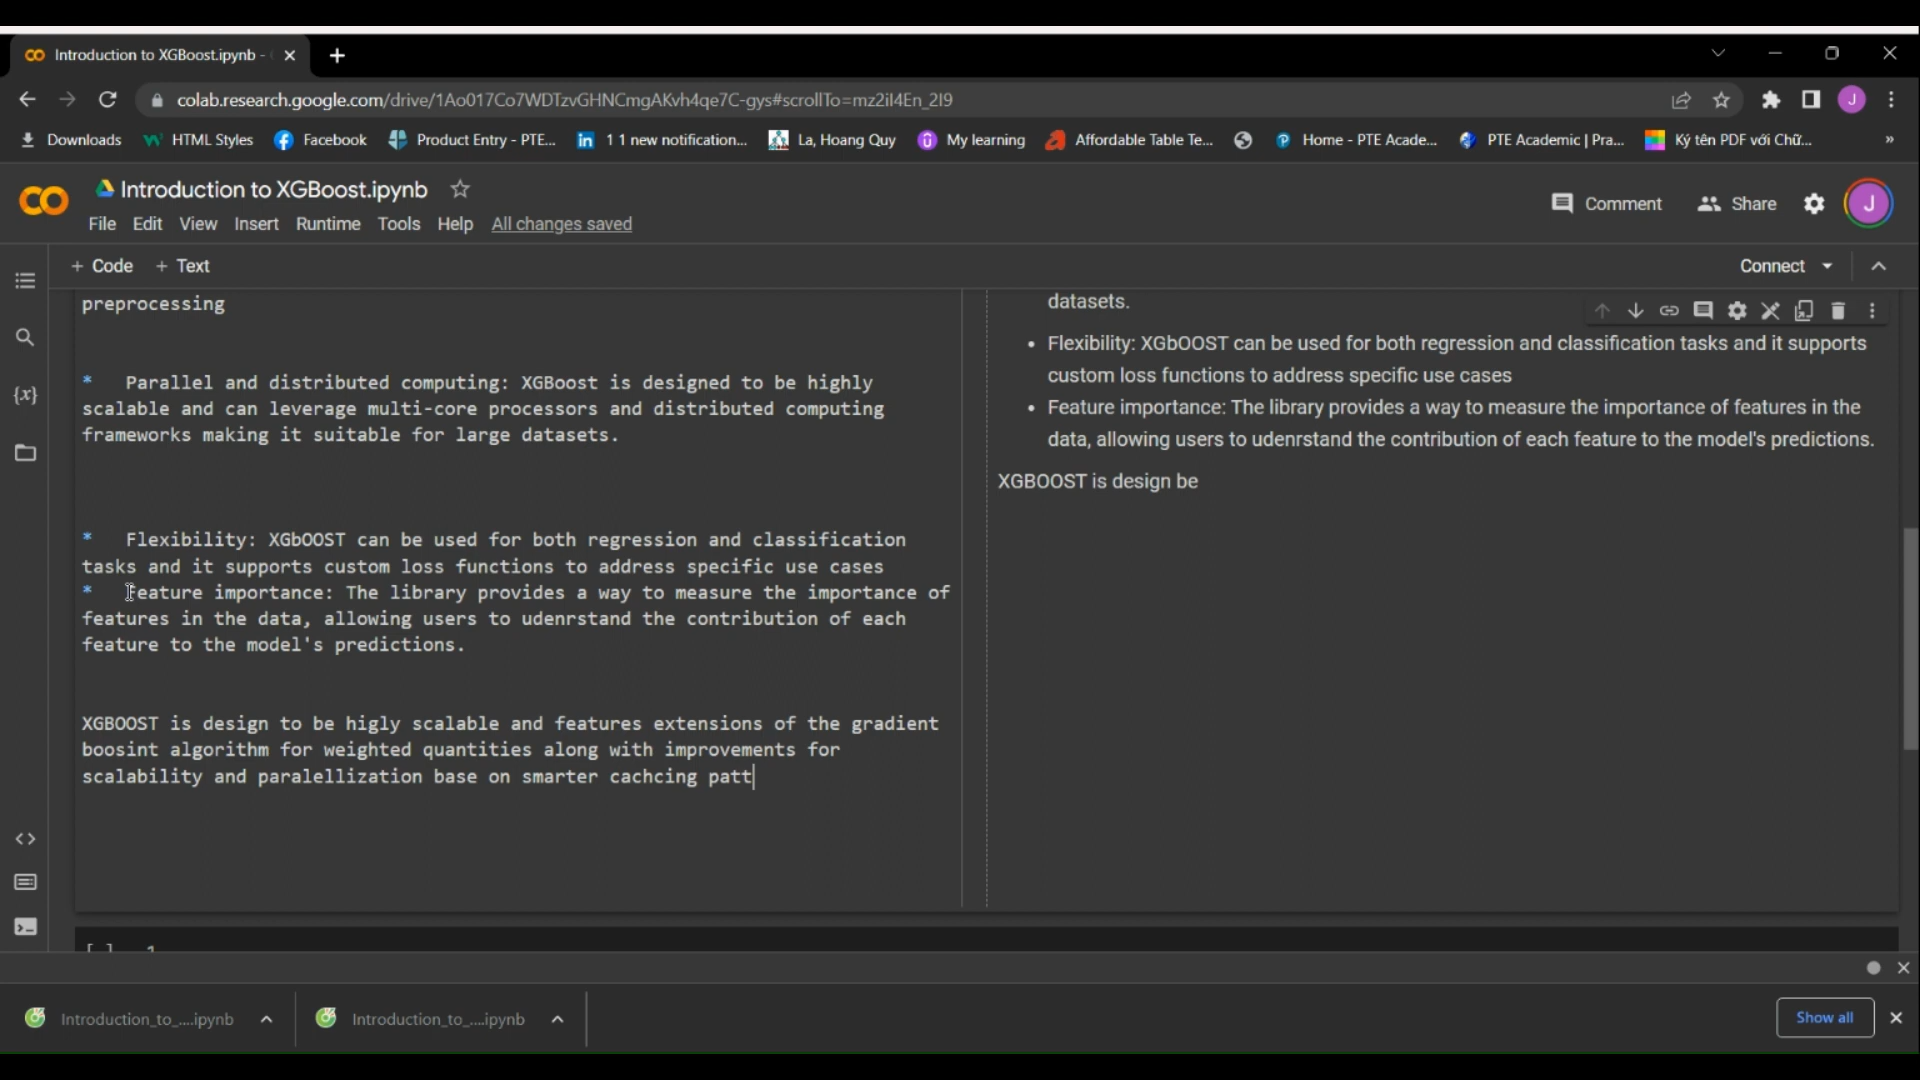 Introduction to XGBoost.ipynb -
colab.research.google.com/drive/1Ao017Co7WDTzvGHNCmgAKvh4qe7C-gys#scrollTo=mz2il4En_2I9
J
Downloads
HTML Styles
Facebook
Product Entry - PTE...
1 1 new notification...
La, Hoang Quy
My learning
Affordable Table Te...
Home - PTE Acade...
PTE Academic | Pra...
Ký tên PDF với Chữ...
»
Introduction to XGBoost.ipynb
File Edit View Insert Runtime Tools Help All changes saved
Comment
Share
J
+ Code + Text
Connect
preprocessing
* Parallel and distributed computing: XGBoost is designed to be highly
scalable and can leverage multi-core processors and distributed computing
frameworks making it suitable for large datasets.
* Flexibility: XGbOOST can be used for both regression and classification
tasks and it supports custom loss functions to address specific use cases
* Feature importance: The library provides a way to measure the importance of
features in the data, allowing users to udenrstand the contribution of each
feature to the model's predictions.
XGBOOST is design to be higly scalable and features extensions of the gradient
boosint algorithm for weighted quantities along with improvements for
scalability and paralellization base on smarter cachcing patt
datasets.
• Flexibility: XGbOOST can be used for both regression and classification tasks and it supports
custom loss functions to address specific use cases
• Feature importance: The library provides a way to measure the importance of features in the
data, allowing users to udenrstand the contribution of each feature to the model's predictions.
XGBOOST is design be
{x}
[ ] 1
Introduction_to_....ipynb
Introduction_to_....ipynb
Show all